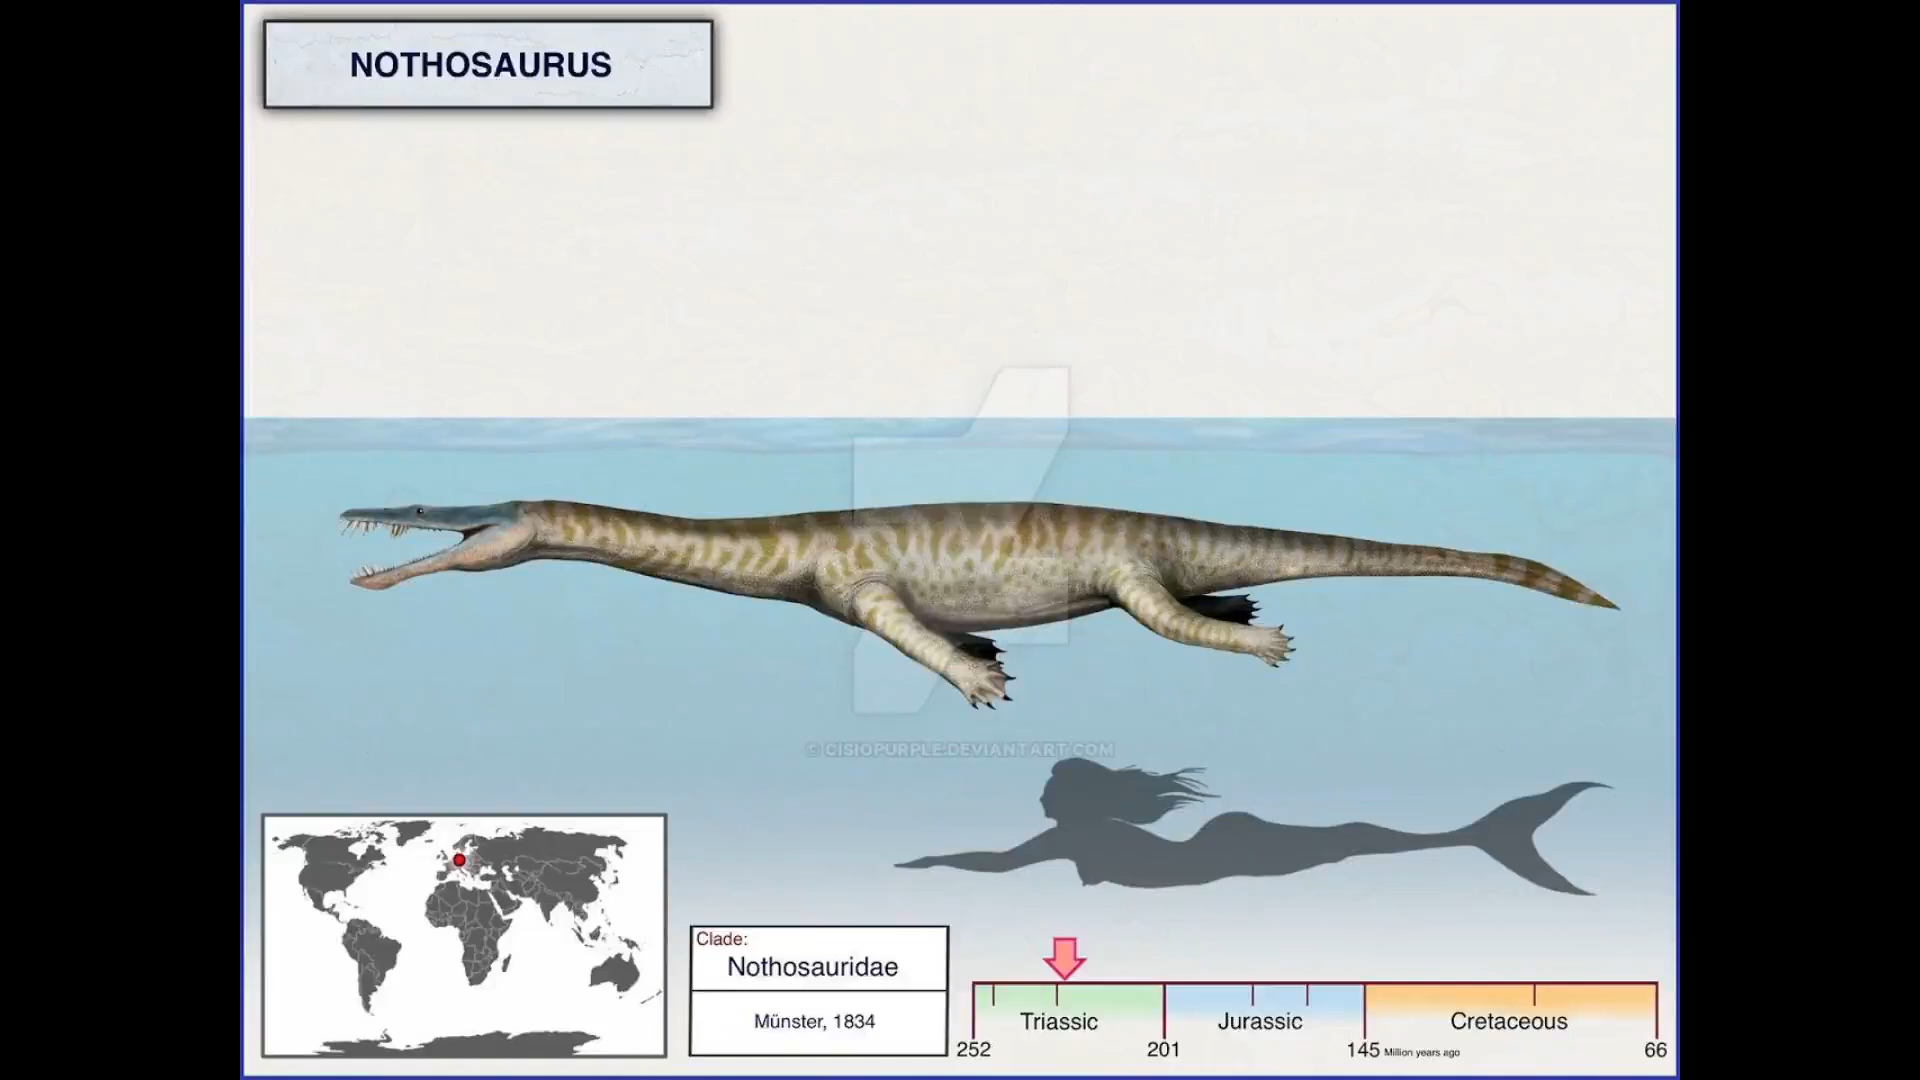 NOTHOSAURUS
© CISIOPURPLE.DEVIANTART.COM
Clade:
Nothosauridae
Münster, 1834
Triassic Jurassic Cretaceous
252 201 145 Million years ago 66